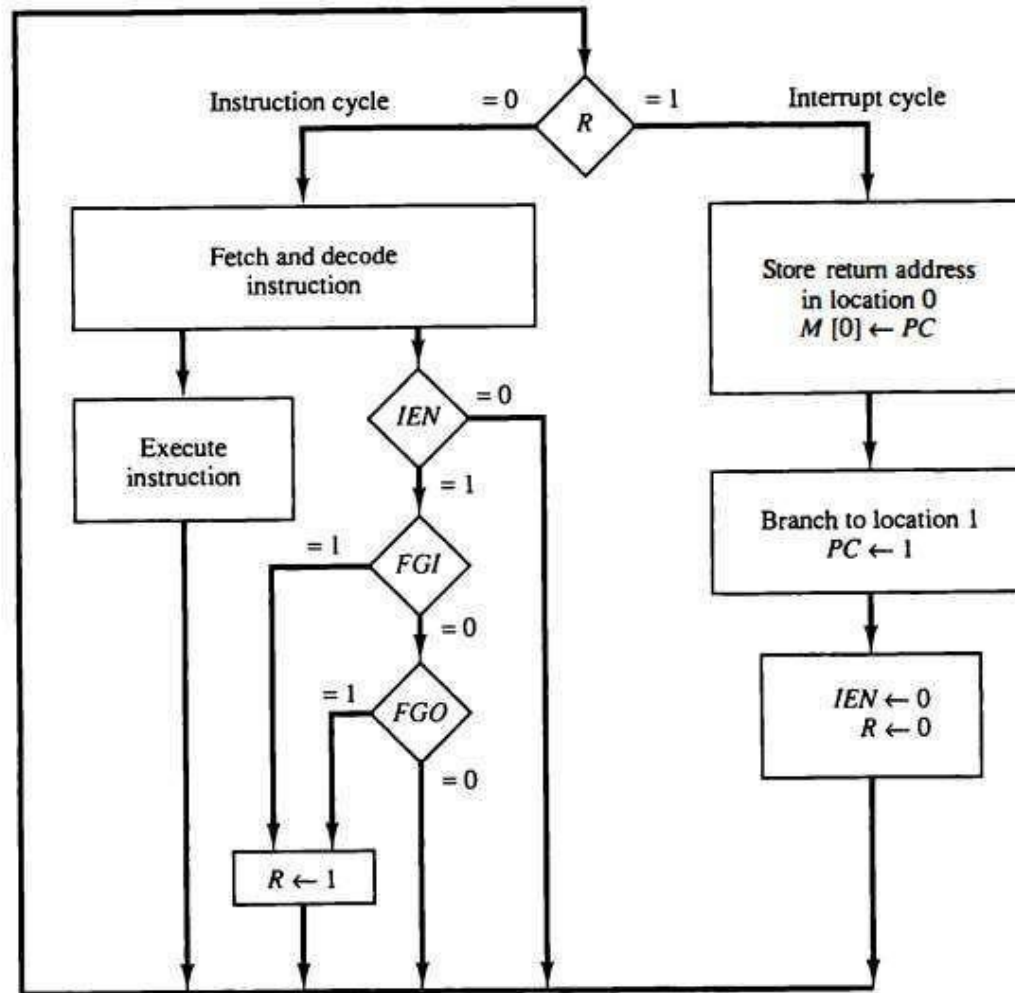 R
Instruction cycle
= 0
= 1
Interrupt cycle
Fetch and decode
instruction
Store return address
in location 0
M [0] ← PC
IEN
= 0
Execute
instruction
= 1
Branch to location 1
PC ← 1
FGI
= 1
= 0
FGO
= 1
= 0
IEN ← 0
R ← 0
R ← 1